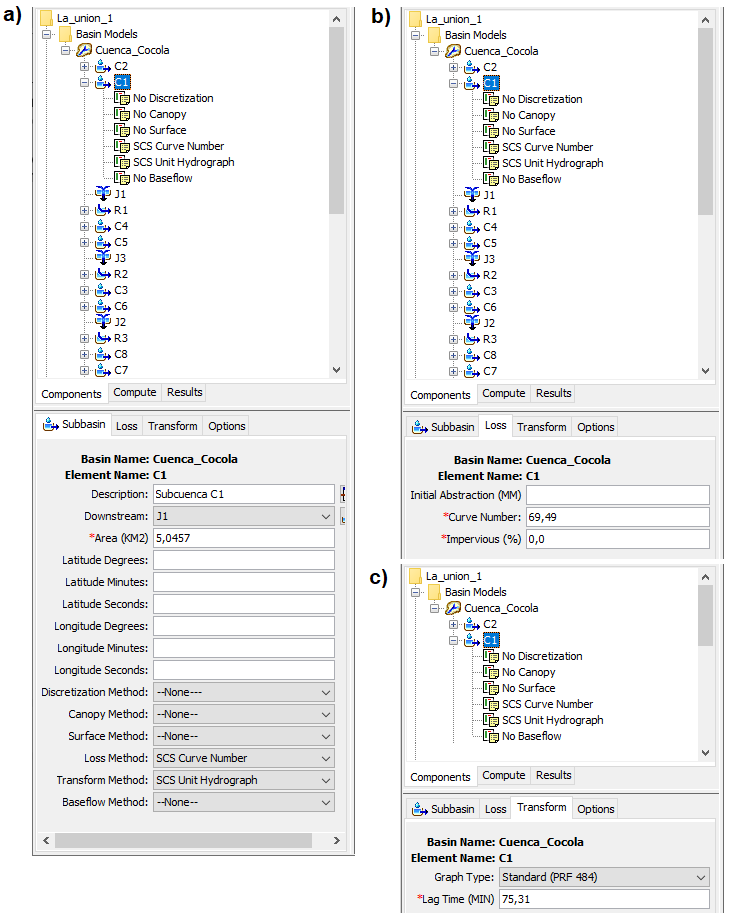 a)
La_union_1
Basin Models
Cuenca_Cocola
C2
C1
No Discretization
No Canopy
No Surface
SCS Curve Number
SCS Unit Hydrograph
No Baseflow
J1
R1
C4
C5
J3
R2
C3
C6
J2
R3
C8
C7
Components Compute Results
Subbasin Loss Transform Options
Basin Name: Cuenca_Cocola
Element Name: C1
Description: Subcuenca C1
Downstream: J1
*Area (KM2) 5,0457
Latitude Degrees:
Latitude Minutes:
Latitude Seconds:
Longitude Degrees:
Longitude Minutes:
Longitude Seconds:
Discretization Method: --None---
Canopy Method: --None--
Surface Method: --None--
Loss Method: SCS Curve Number
Transform Method: SCS Unit Hydrograph
Baseflow Method: --None--
b)
La_union_1
Basin Models
Cuenca_Cocola
C2
C1
No Discretization
No Canopy
No Surface
SCS Curve Number
SCS Unit Hydrograph
No Baseflow
J1
R1
C4
C5
J3
R2
C3
C6
J2
R3
C8
C7
Components Compute Results
Subbasin Loss Transform Options
Basin Name: Cuenca_Cocola
Element Name: C1
Initial Abstraction (MM)
*Curve Number: 69,49
*Impervious (%) 0,0
c)
La_union_1
Basin Models
Cuenca_Cocola
C2
C1
No Discretization
No Canopy
No Surface
SCS Curve Number
SCS Unit Hydrograph
No Baseflow
Components Compute Results
Subbasin Loss Transform Options
Basin Name: Cuenca_Cocola
Element Name: C1
Graph Type: Standard (PRF 484)
*Lag Time (MIN) 75,31